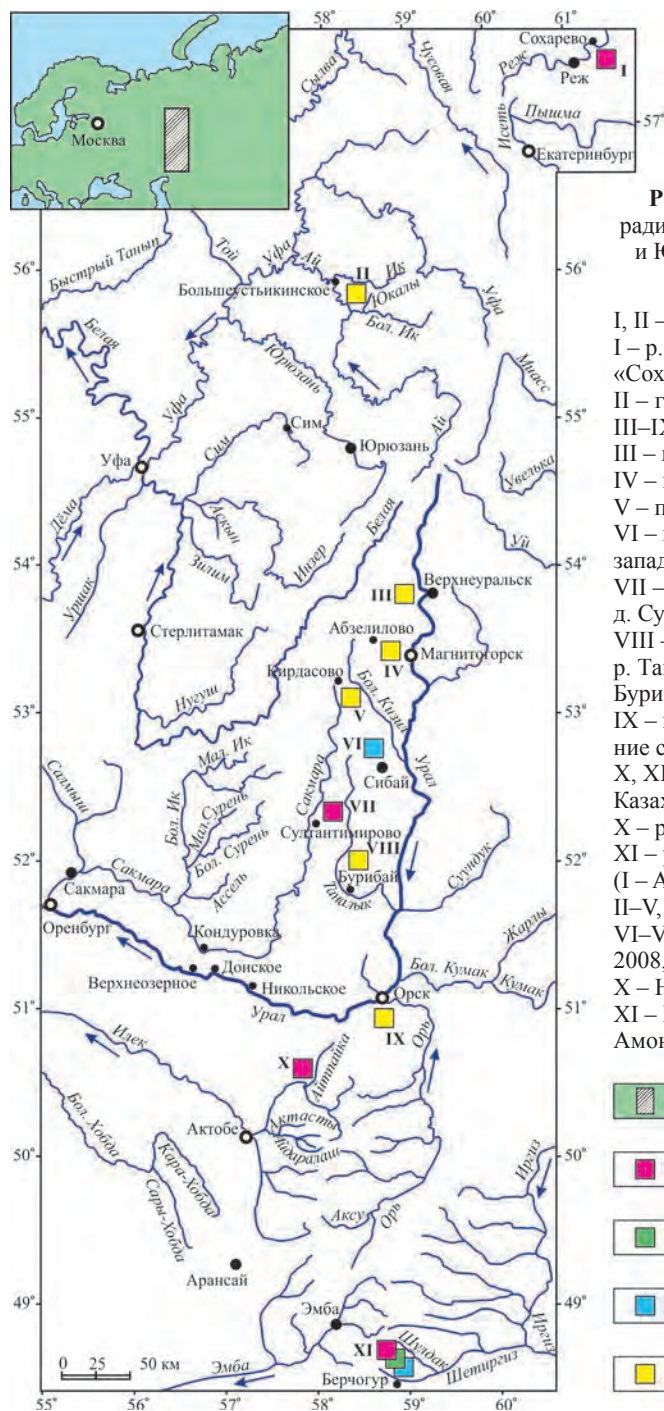 58°
59°
60°
61°
Сохарево
Реж
Реж
I
Исеть
Пышма
57°
Екатеринбург
Москва
Сылва
Чусовая
56°
Быстрый Танып
Той
Уфа
Ай
II
Ик
Большеустьикинское
Юкалы
Бол. Ик
Уфа
Белая
Уфа
Юрюзань
Миасс
55°
Сим
Сим
Юрюзань
Ай
Уфа
Увелька
Дёма
Аскын
Белая
Уршак
Зилим
Инзер
Уй
54°
III
Верхнеуральск
Стерлитамак
Абзелилово
IV
Магнитогорск
Нугуш
Кирдасово
53°
V
Бол. Кизил
Мал. Ик
VI
Урал
Салмыш
Бол. Ик
Сибай
Сакмара
VII
Мал.Сурень
Султантимирово
52°
Бол. Сурень
VIII
Сакмара
Сакмара
Бурибай
Суундук
Ассель
Таналык
Оренбург
Кондуровка
Жарлы
Верхнеозерное
Донское
Никольское
Бол. Кумак
Кумак
51°
Урал
Орск
IX
Илек
X
Айтпайка
Орь
Актобе
Актасты
50°
Бол. Хобда
Айдаралаш
Кара-Хобда
Сары-Хобда
Иргиз
Аксу
Орь
Арансай
49°
Эмба
Иргиз
XI
Шулдак
0 25 50 км
Эмба
Шетиргиз
Берчогур
55°
56°
57°
58°
59°
60°
Р
ради
и Ю
I, II –
I – р.
«Сох
II – г
III–IX
III –
IV –
V – п
VI –
запад
VII –
д. Су
VIII –
р. Та
Бури
IX –
ние с
X, XI
Казах
X – р
XI –
(I – А
II–V,
VI–V
2008,
X – Н
XI –
Амон